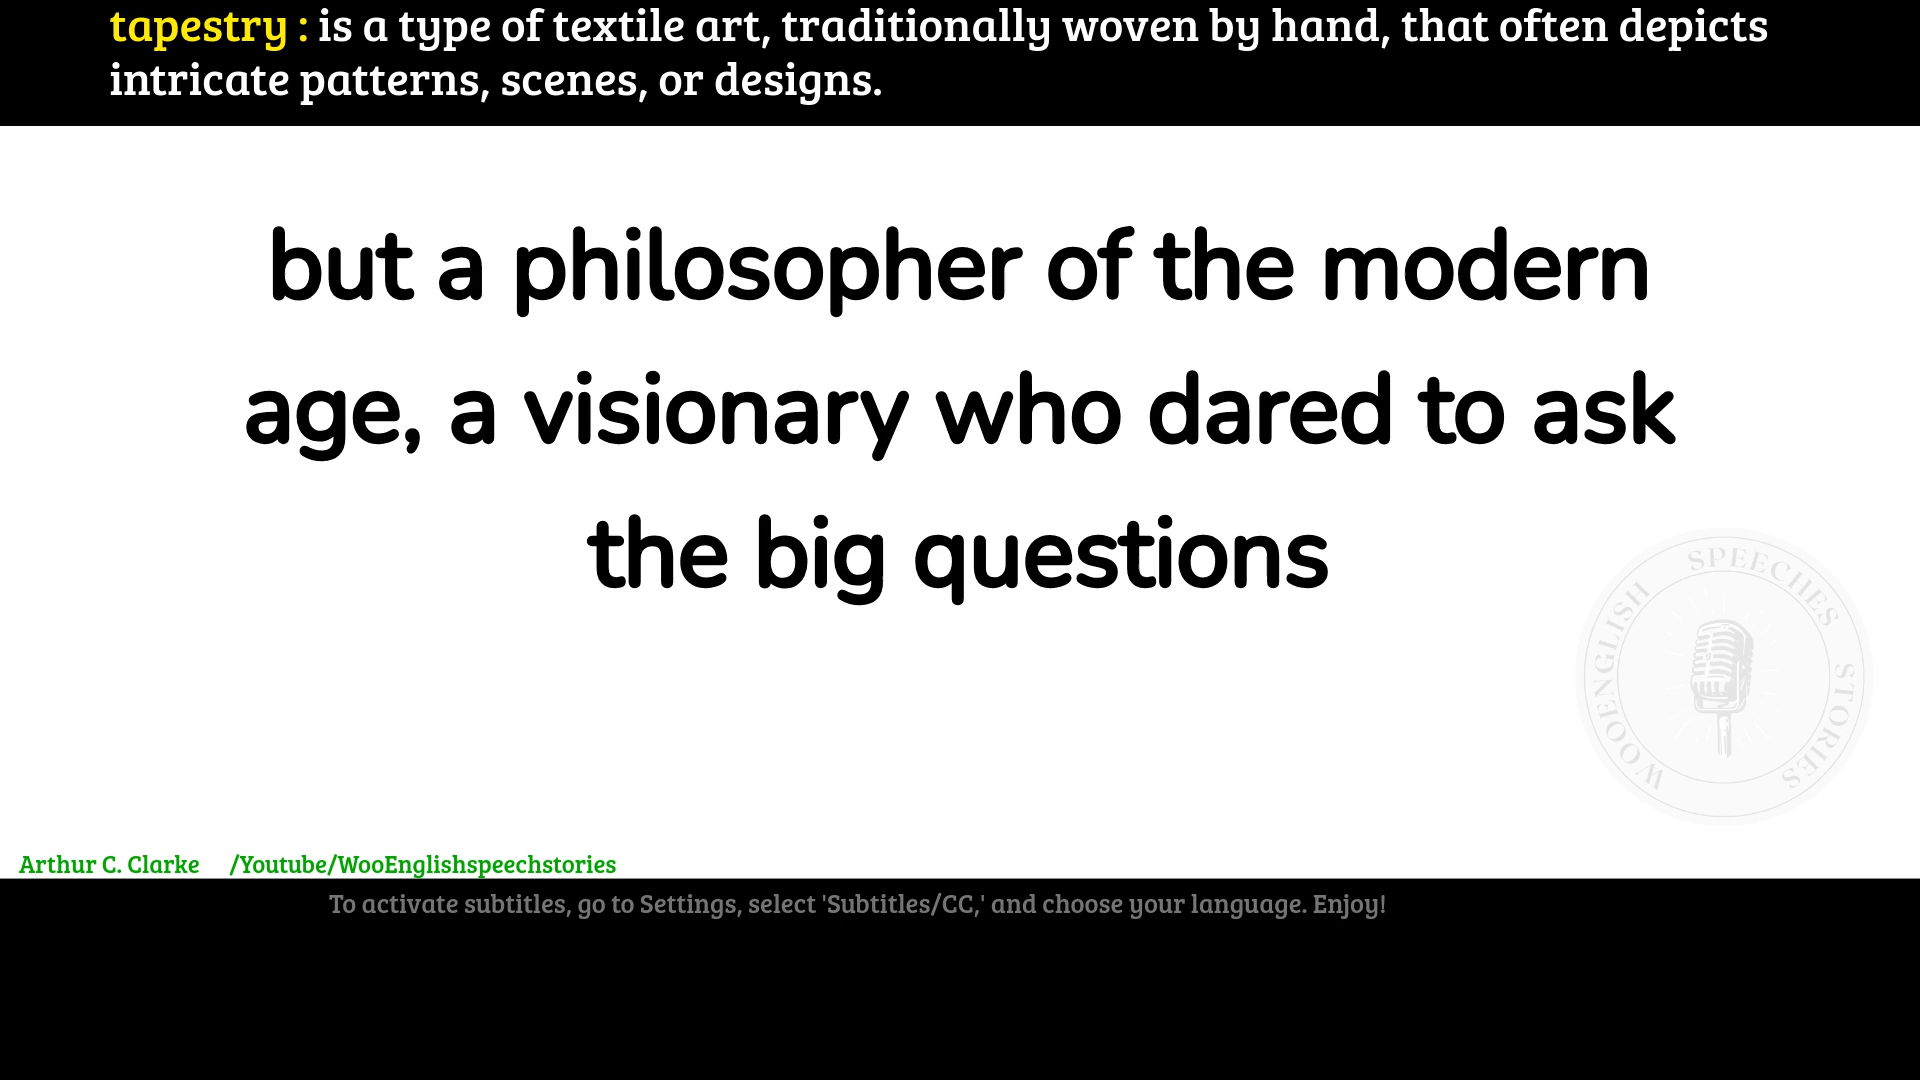 tapestry : is a type of textile art, traditionally woven by hand, that often depicts
intricate patterns, scenes, or designs.
but a philosopher of the modern
age, a visionary who dared to ask
the big questions
WOOENGLISH SPEECHES STORIES
Arthur C. Clarke /Youtube/WooEnglishspeechstories
To activate subtitles, go to Settings, select 'Subtitles/CC,' and choose your language. Enjoy!